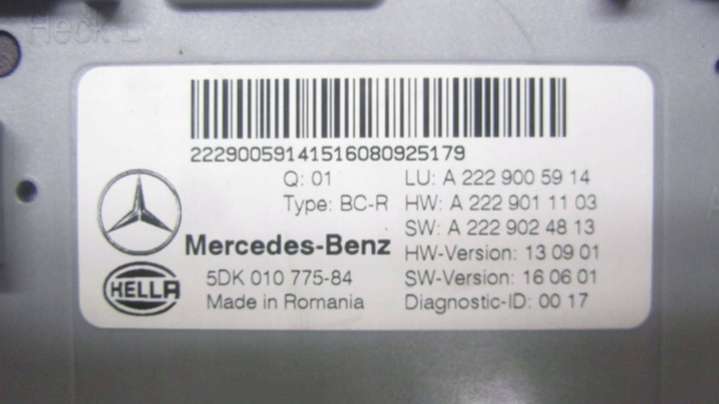 Heck L
2229005914151608092 5179
Q: 01
Type: BC-R
LU: A 222 900 59 14
HW: A 222 901 11 03
SW: A 222 902 48 13
HW-Version: 13 09 01
SW-Version: 16 06 01
Diagnostic-ID: 00 17
Mercedes-Benz
5DK 010 775-84
Made in Romania
HELLA